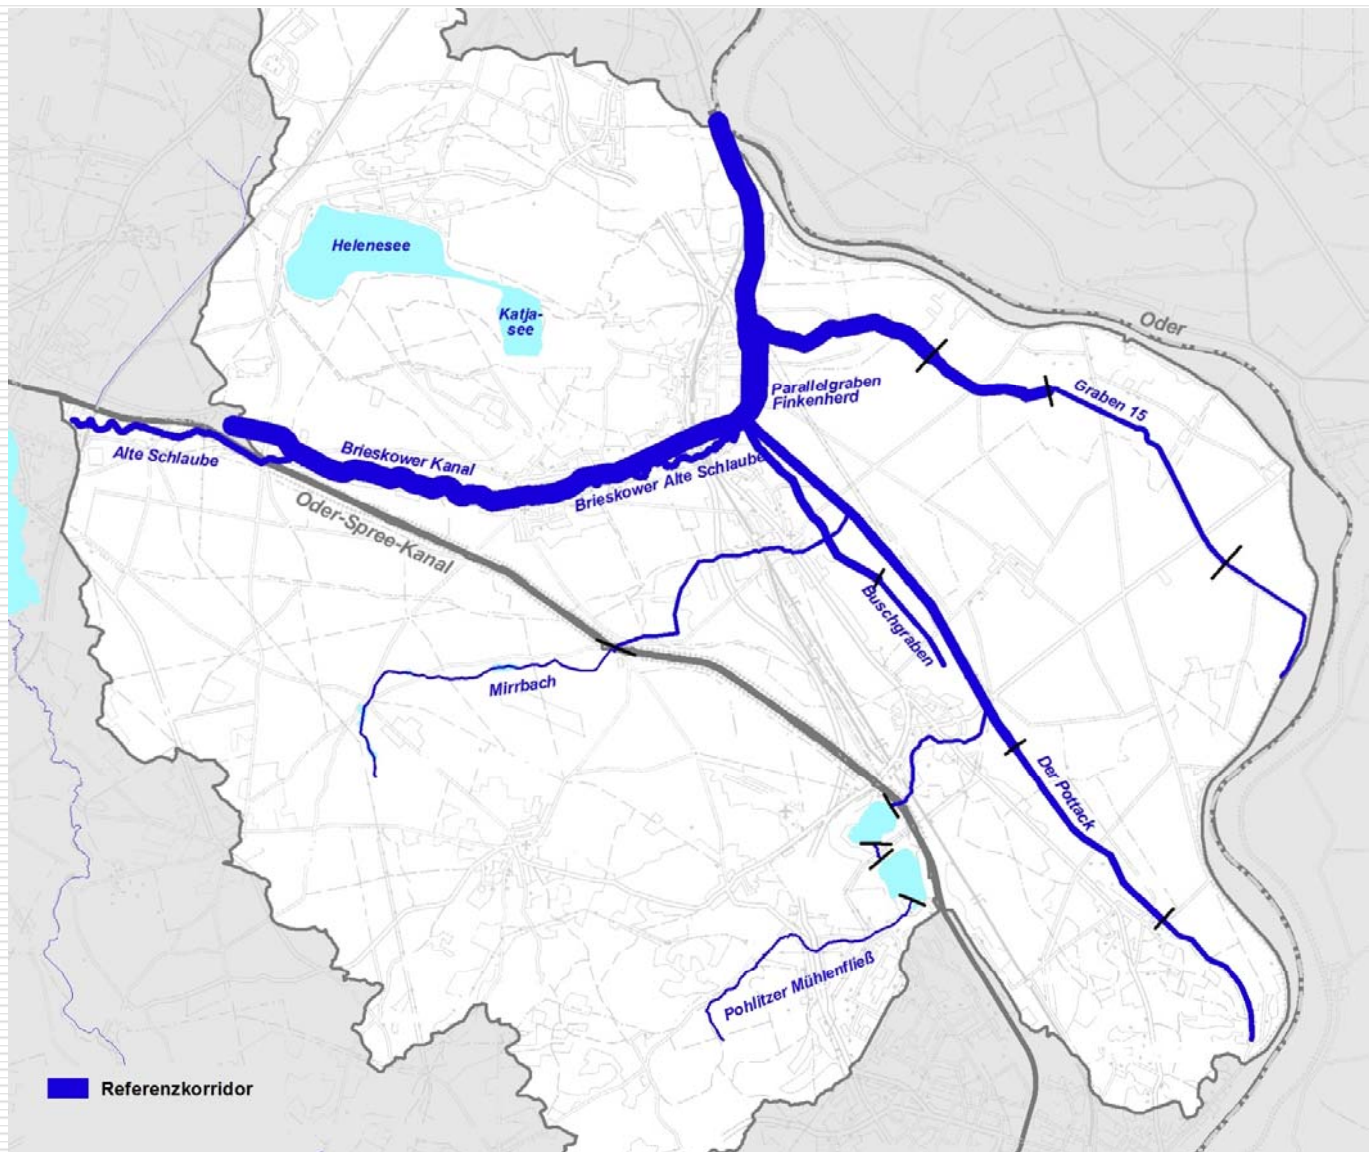 Helenesee
Katja-
see
Oder
Parallelgraben
Finkenherd
Graben 15
Brieskower Kanal
Alte Schlaube
Brieskower Alte Schlaube
Oder-Spree-Kanal
Buschgraben
Mirrbach
Der Pottack
Pohlitzer Mühlenfließ
Referenzkorridor